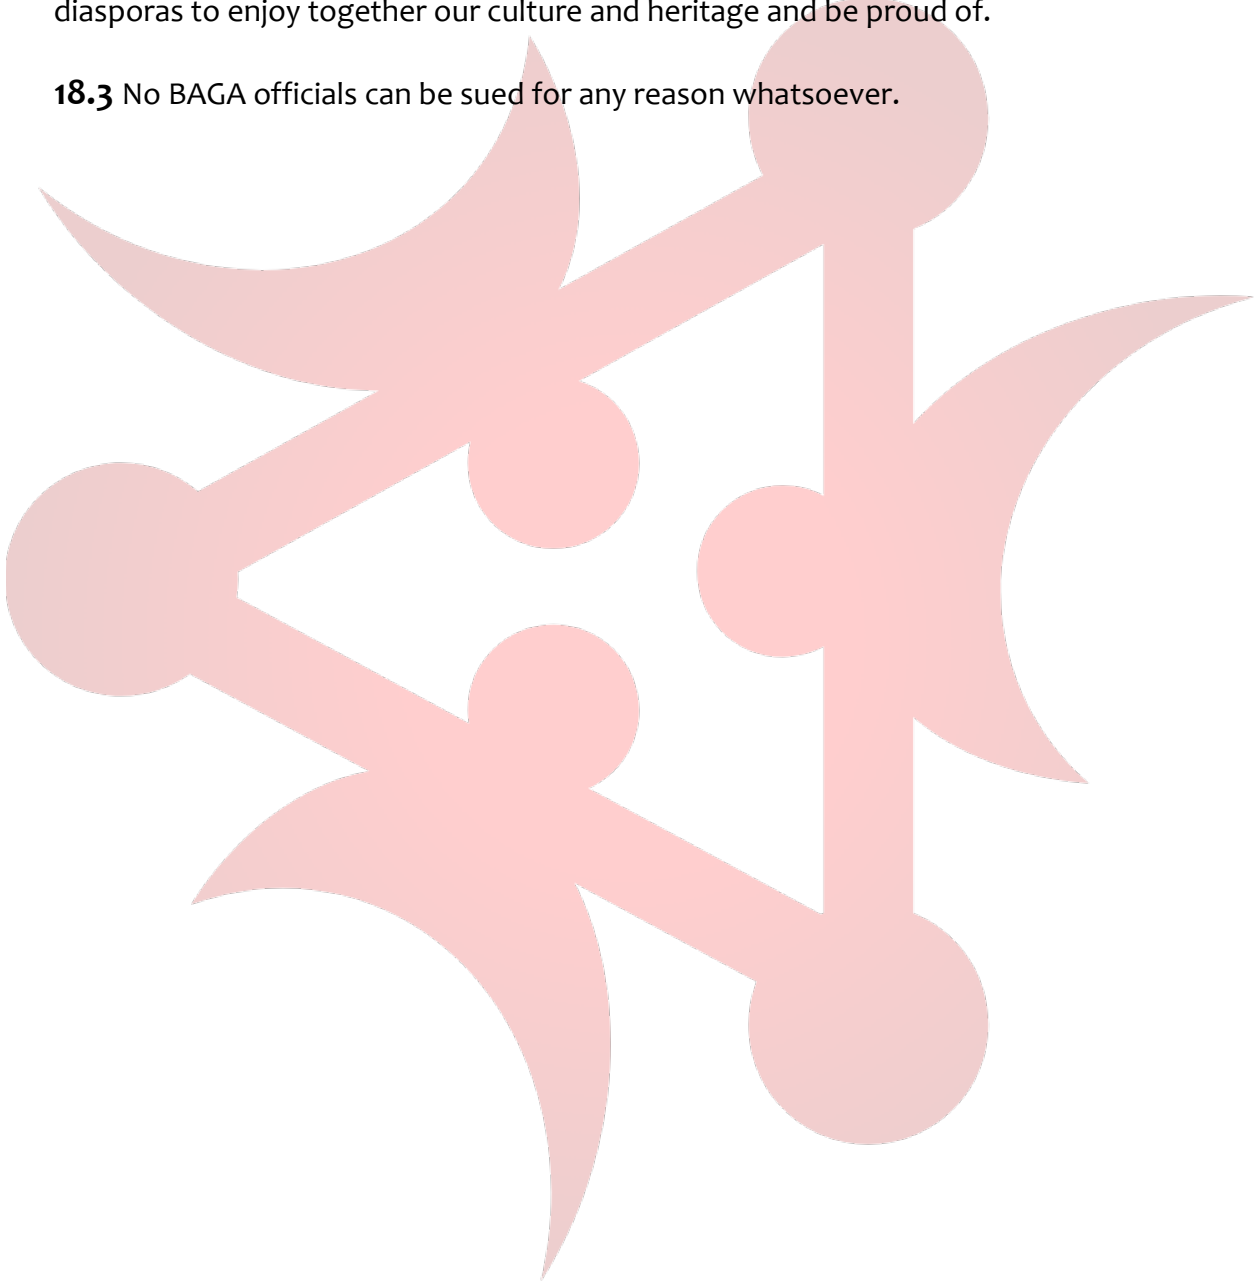 diasporas to enjoy together our culture and heritage and be proud of.
18.3 No BAGA officials can be sued for any reason whatsoever.